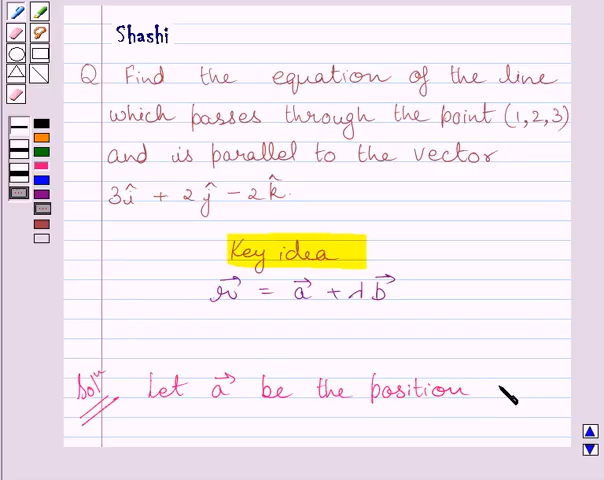 Shashi
Q Find the equation of the line
which passes through the point (1,2,3)
and is parallel to the vector
3î + 2ĵ - 2k̂.
Key idea
r⃗ = a⃗ + λb⃗
Solⁿ Let a⃗ be the position